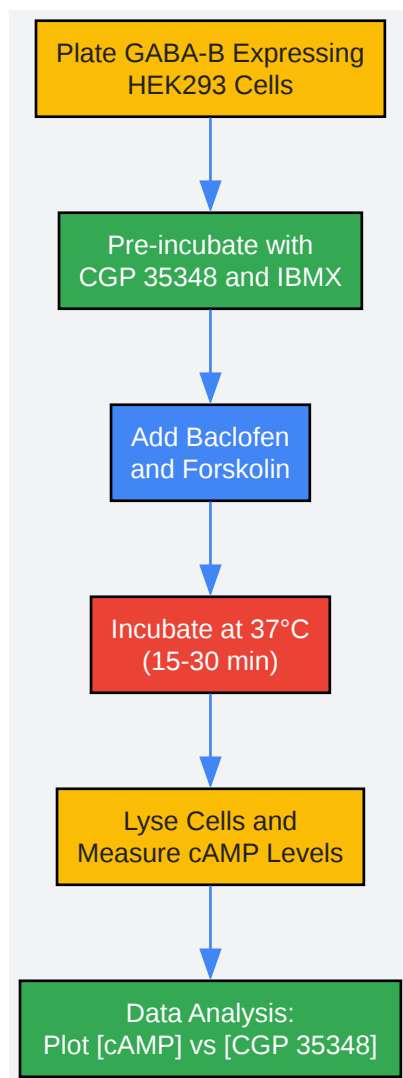 Plate GABA-B Expressing
HEK293 Cells
Pre-incubate with
CGP 35348 and IBMX
Add Baclofen
and Forskolin
Incubate at 37°C
(15-30 min)
Lyse Cells and
Measure cAMP Levels
Data Analysis:
Plot [cAMP] vs [CGP 35348]